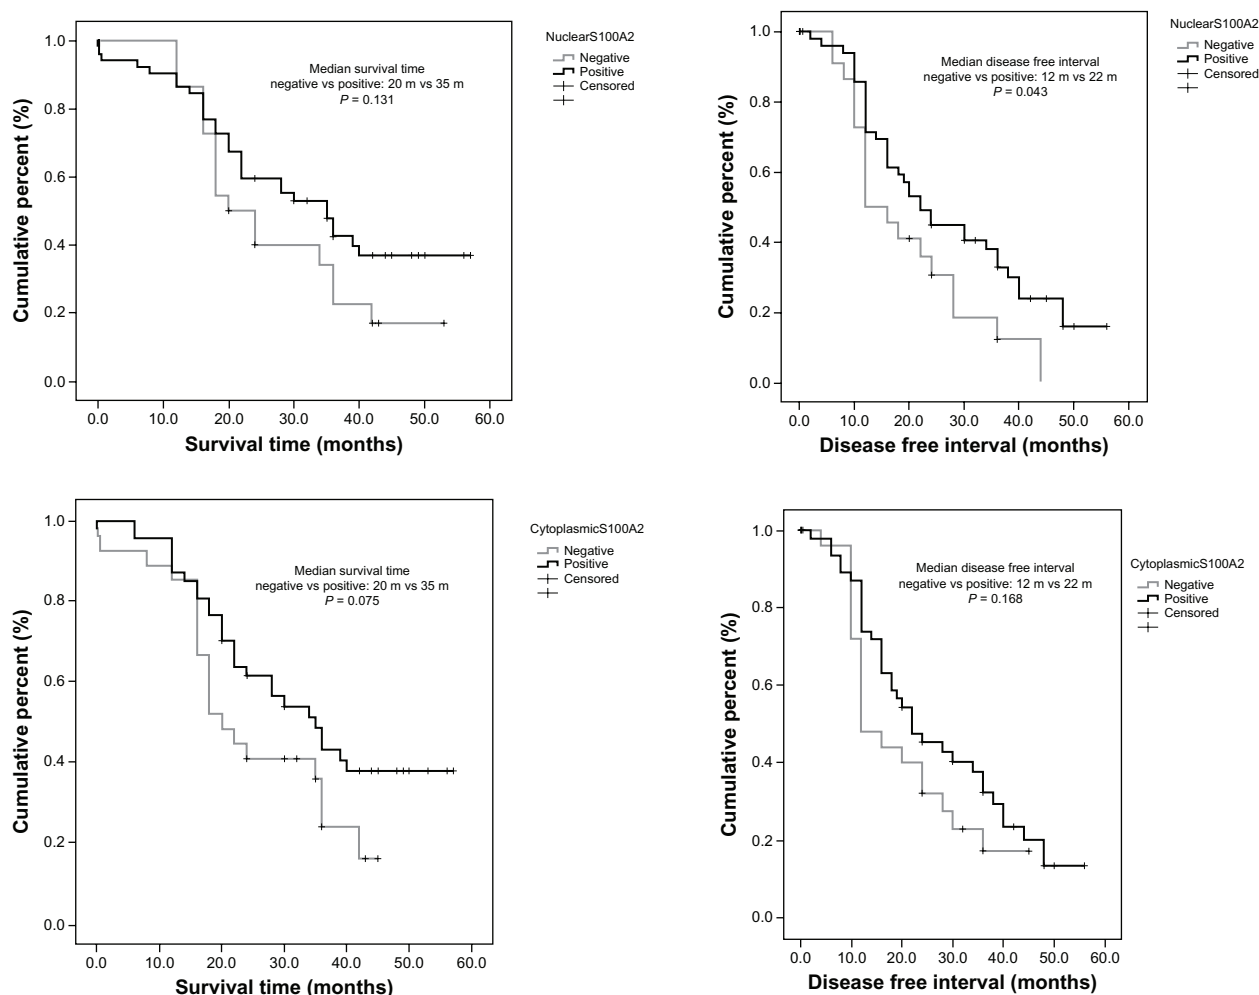 NuclearS100A2
Negative
Positive
Censored
Median survival time
negative vs positive: 20 m vs 35 m
P = 0.131
Cumulative percent (%)
1.0
0.8
0.6
0.4
0.2
0.0
0.0 10.0 20.0 30.0 40.0 50.0 60.0
Survival time (months)
NuclearS100A2
Negative
Positive
Censored
Median disease free interval
negative vs positive: 12 m vs 22 m
P = 0.043
Cumulative percent (%)
1.0
0.8
0.6
0.4
0.2
0.0
0.0 10.0 20.0 30.0 40.0 50.0 60.0
Disease free interval (months)
CytoplasmicS100A2
Negative
Positive
Censored
Median survival time
negative vs positive: 20 m vs 35 m
P = 0.075
Cumulative percent (%)
1.0
0.8
0.6
0.4
0.2
0.0
0.0 10.0 20.0 30.0 40.0 50.0 60.0
Survival time (months)
CytoplasmicS100A2
Negative
Positive
Censored
Median disease free interval
negative vs positive: 12 m vs 22 m
P = 0.168
Cumulative percent (%)
1.0
0.8
0.6
0.4
0.2
0.0
0.0 10.0 20.0 30.0 40.0 50.0 60.0
Disease free interval (months)